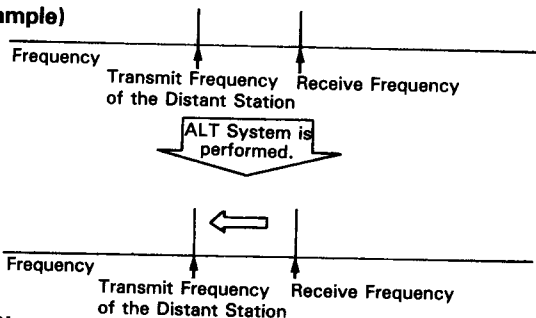 mple)
Frequency
Transmit Frequency
of the Distant Station
Receive Frequency
ALT System is
performed.
Frequency
Transmit Frequency
of the Distant Station
Receive Frequency